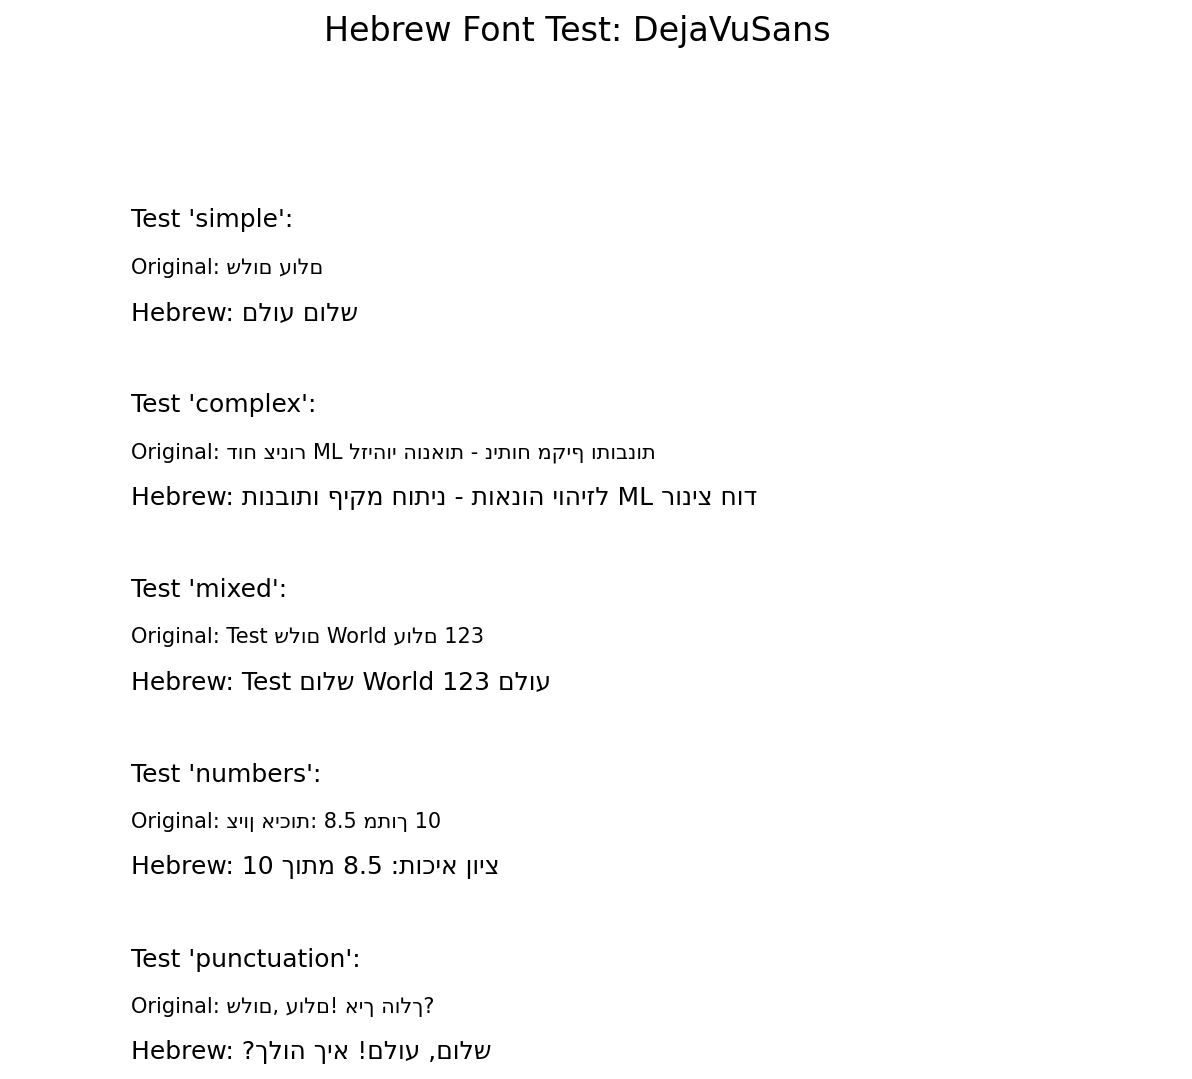 Hebrew Font Test: DejaVuSans
Test 'simple':
Original: שלום עולם
Hebrew: שלום עולם
Test 'complex':
Original: דוח צינור ML לזיהוי הונאות - ניתוח מקיף ותובנות
Hebrew: דוח צינור ML לזיהוי הונאות - ניתוח מקיף ותובנות
Test 'mixed':
Original: Test שלום World עולם 123
Hebrew: Test שלום World עולם 123
Test 'numbers':
Original: ציון איכות: 8.5 מתוך 10
Hebrew: ציון איכות: 8.5 מתוך 10
Test 'punctuation':
Original: שלום, עולם! איך הולך?
Hebrew: שלום, עולם! איך הולך?